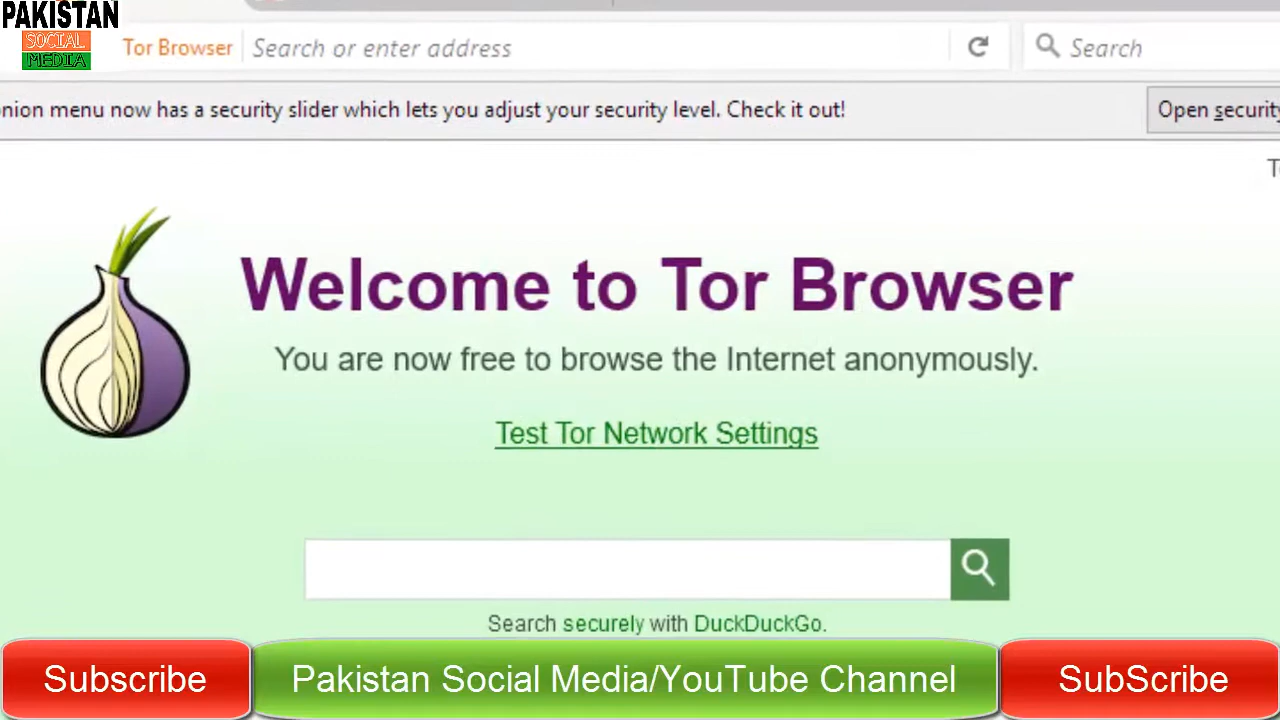 PAKISTAN
SOCIAL
MEDIA
Tor Browser
Search or enter address
Search
onion menu now has a security slider which lets you adjust your security level. Check it out!
Open security
Welcome to Tor Browser
You are now free to browse the Internet anonymously.
Test Tor Network Settings
Search securely with DuckDuckGo.
Subscribe
Pakistan Social Media/YouTube Channel
SubScribe